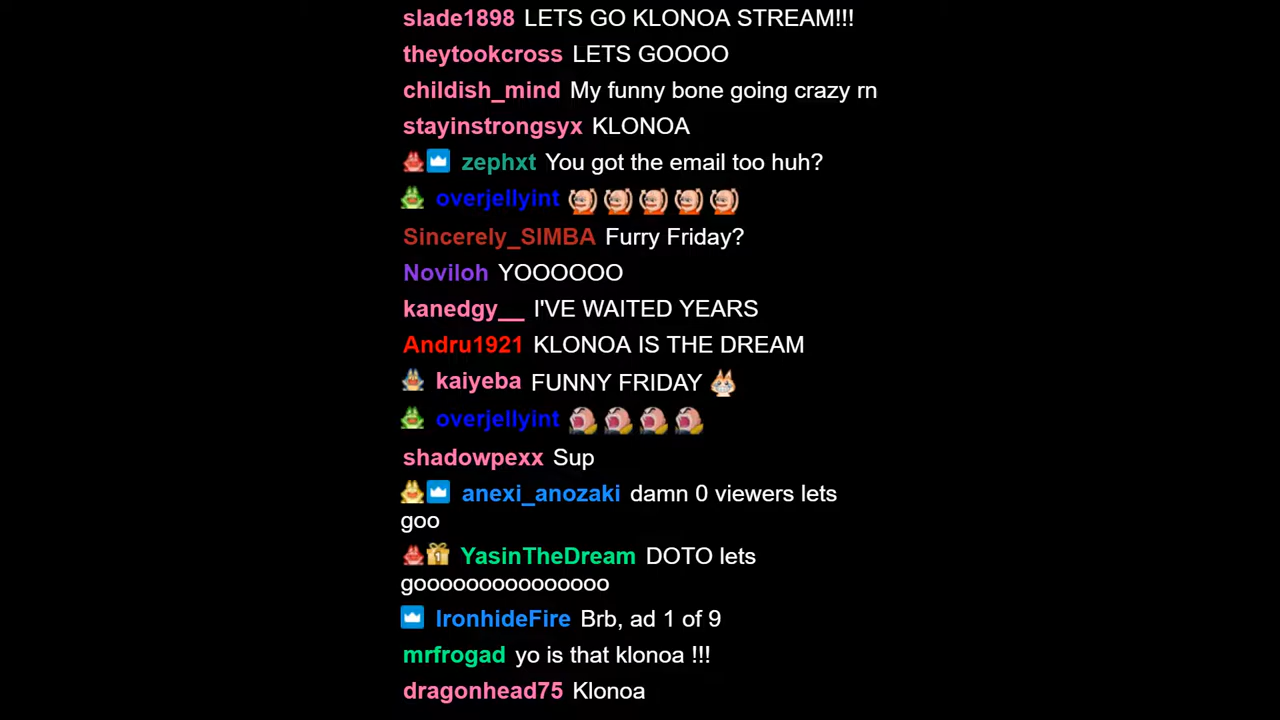 slade1898 LETS GO KLONOA STREAM!!!
theytookcross LETS GOOOO
childish_mind My funny bone going crazy rn
stayinstrongsyx KLONOA
zephxt You got the email too huh?
overjellyint
Sincerely_SIMBA Furry Friday?
Noviloh YOOOOOO
kanedgy__ I'VE WAITED YEARS
Andru1921 KLONOA IS THE DREAM
kaiyeba FUNNY FRIDAY
overjellyint
shadowpexx Sup
anexi_anozaki damn 0 viewers lets
goo
1 YasinTheDream DOTO lets
gooooooooooooooo
IronhideFire Brb, ad 1 of 9
mrfrogad yo is that klonoa !!!
dragonhead75 Klonoa